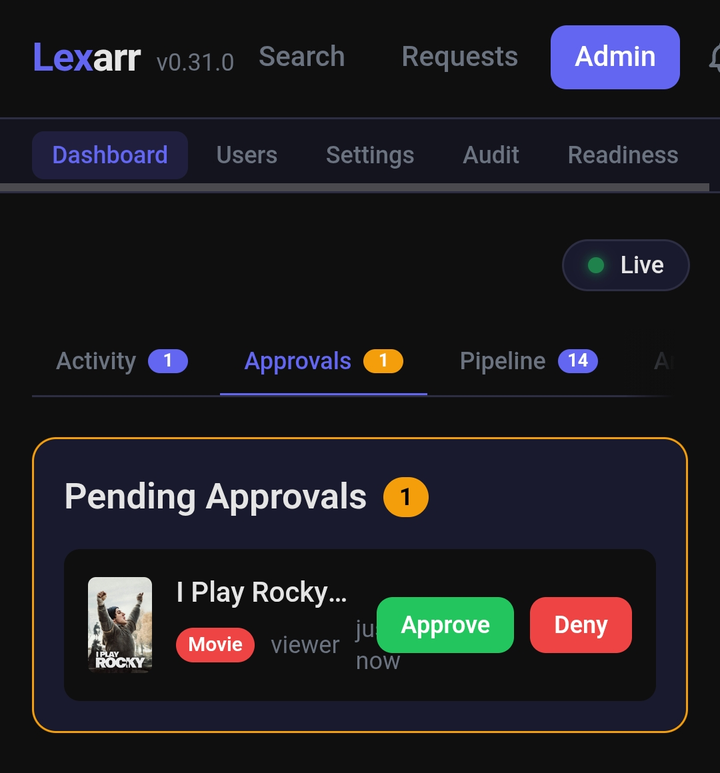 Lexarr v0.31.0 Search Requests Admin
Dashboard Users Settings Audit Readiness
Live
Activity 1 Approvals 1 Pipeline 14
Pending Approvals 1
I Play Rocky…
Movie viewer
now
Approve Deny
I PLAY
ROCKY